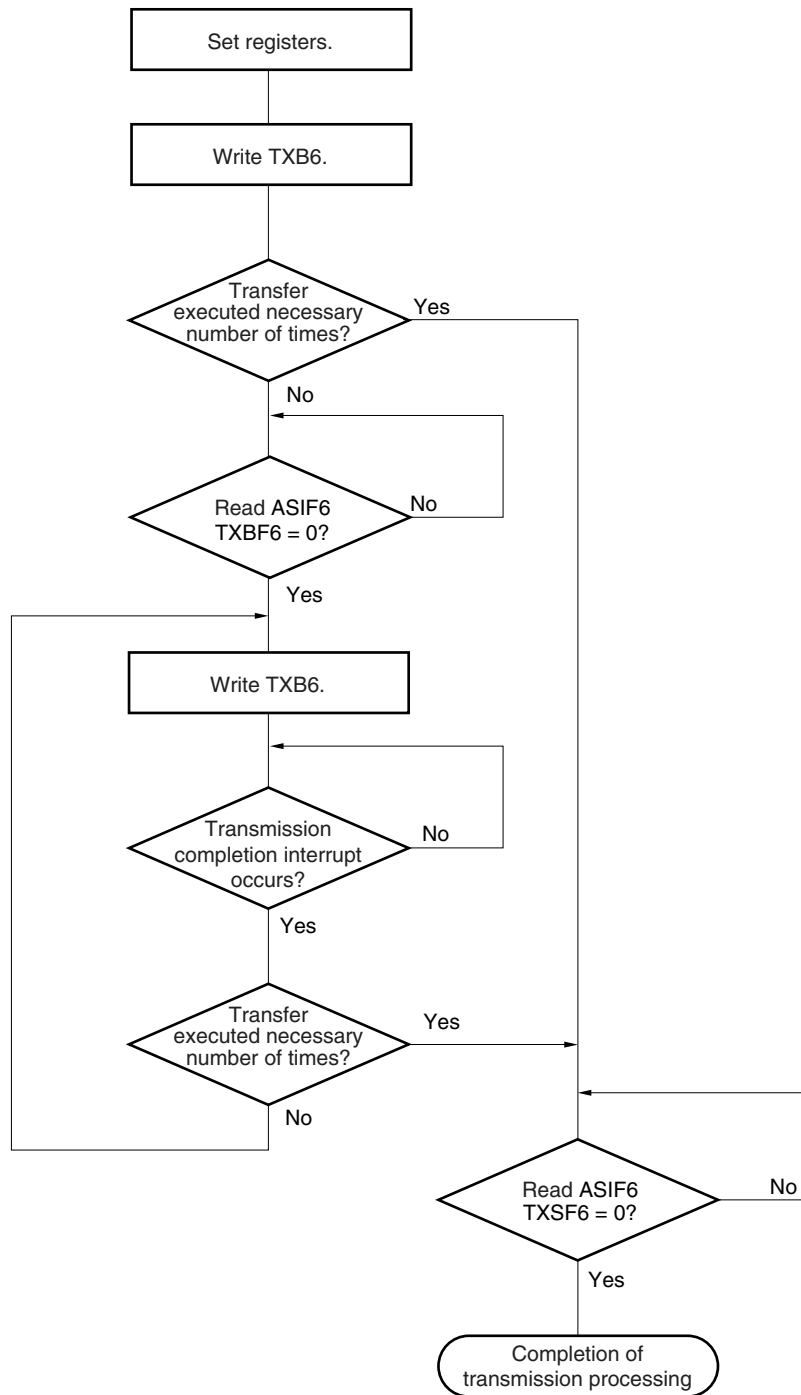 Set registers.
Write TXB6.
Transfer
executed necessary
number of times?
Yes
No
Read ASIF6
TXBF6 = 0?
No
Yes
Write TXB6.
Transmission
completion interrupt
occurs?
No
Yes
Transfer
executed necessary
number of times?
Yes
No
Read ASIF6
TXSF6 = 0?
No
Yes
Completion of
transmission processing